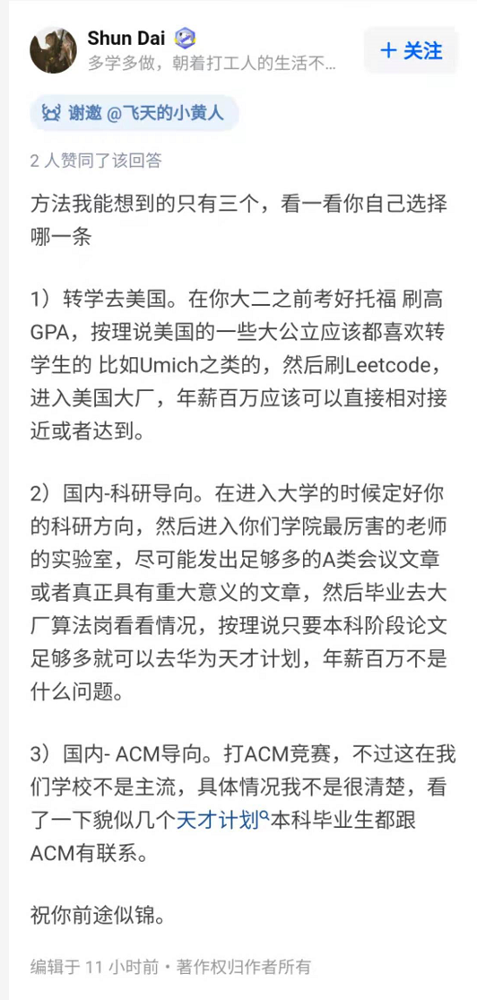 Shun Dai
多学多做，朝着打工人的生活不...
+ 关注
谢邀 @飞天的小黄人
2 人赞同了该回答
方法我能想到的只有三个，看一看你自己选择
哪一条
1）转学去美国。在你大二之前考好托福 刷高
GPA，按理说美国的一些大公立应该都喜欢转
学生的 比如Umich之类的，然后刷Leetcode，
进入美国大厂，年薪百万应该可以直接相对接
近或者达到。
2）国内-科研导向。在进入大学的时候定好你
的科研方向，然后进入你们学院最厉害的老师
的实验室，尽可能发出足够多的A类会议文章
或者真正具有重大意义的文章，然后毕业去大
厂算法岗看看情况，按理说只要本科阶段论文
足够多就可以去华为天才计划，年薪百万不是
什么问题。
3）国内- ACM导向。打ACM竞赛，不过这在我
们学校不是主流，具体情况我不是很清楚，看
了一下貌似几个天才计划本科毕业生都跟
ACM有联系。
祝你前途似锦。
编辑于 11 小时前・著作权归作者所有